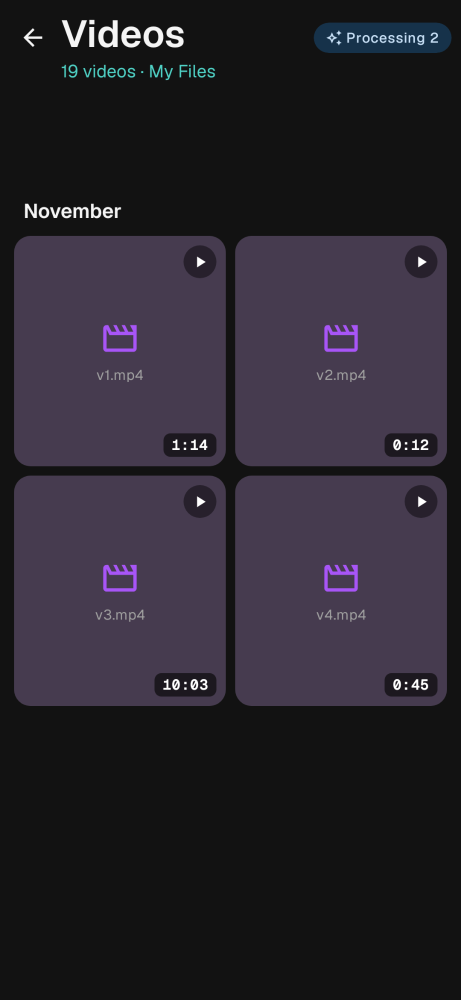 Videos
Processing 2
19 videos · My Files
November
v1.mp4
v2.mp4
1:14
0:12
v3.mp4
v4.mp4
10:03
0:45